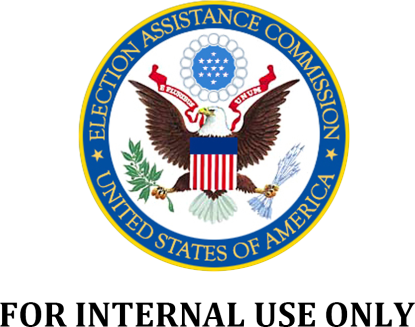 ELECTION ASSISTANCE COMMISSION
E PLURIBUS UNUM
★ UNITED STATES OF AMERICA ★
FOR INTERNAL USE ONLY